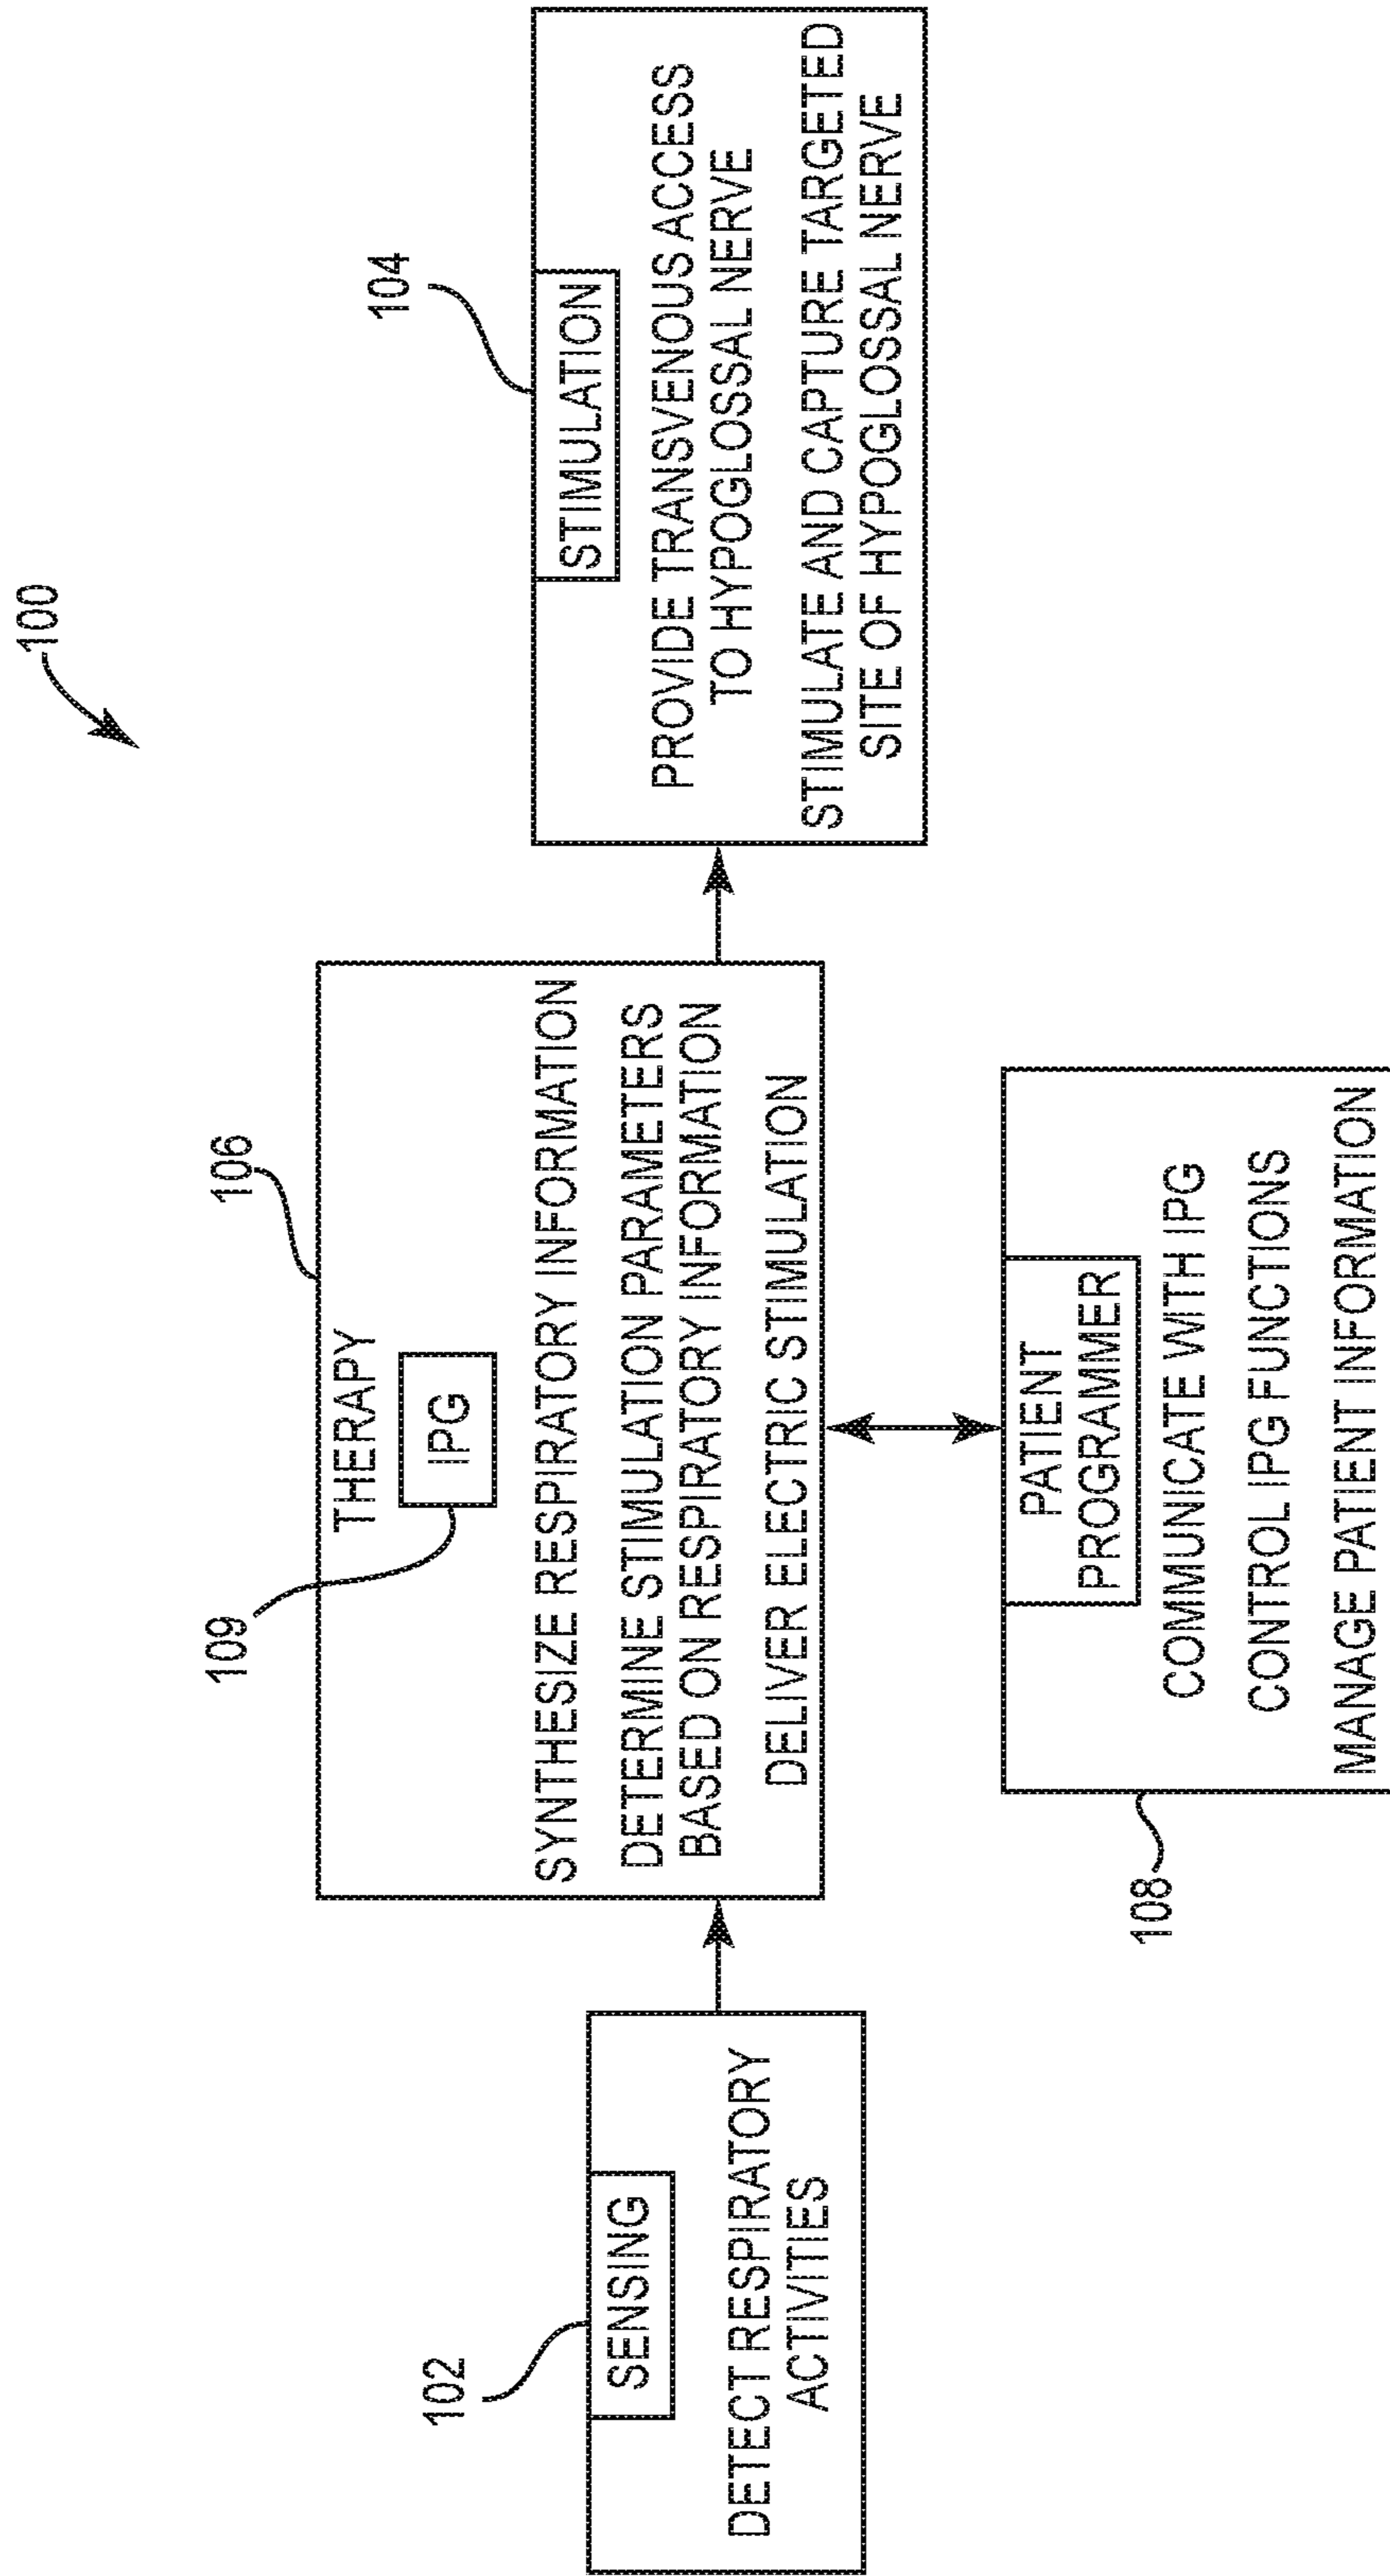 100
102
SENSING
DETECT RESPIRATORY
ACTIVITIES
106
THERAPY
109
IPG
SYNTHESIZE RESPIRATORY INFORMATION
DETERMINE STIMULATION PARAMETERS
BASED ON RESPIRATORY INFORMATION
DELIVER ELECTRIC STIMULATION
104
STIMULATION
PROVIDE TRANSVENOUS ACCESS
TO HYPOGLOSSAL NERVE
STIMULATE AND CAPTURE TARGETED
SITE OF HYPOGLOSSAL NERVE
108
PATIENT
PROGRAMMER
COMMUNICATE WITH IPG
CONTROL IPG FUNCTIONS
MANAGE PATIENT INFORMATION